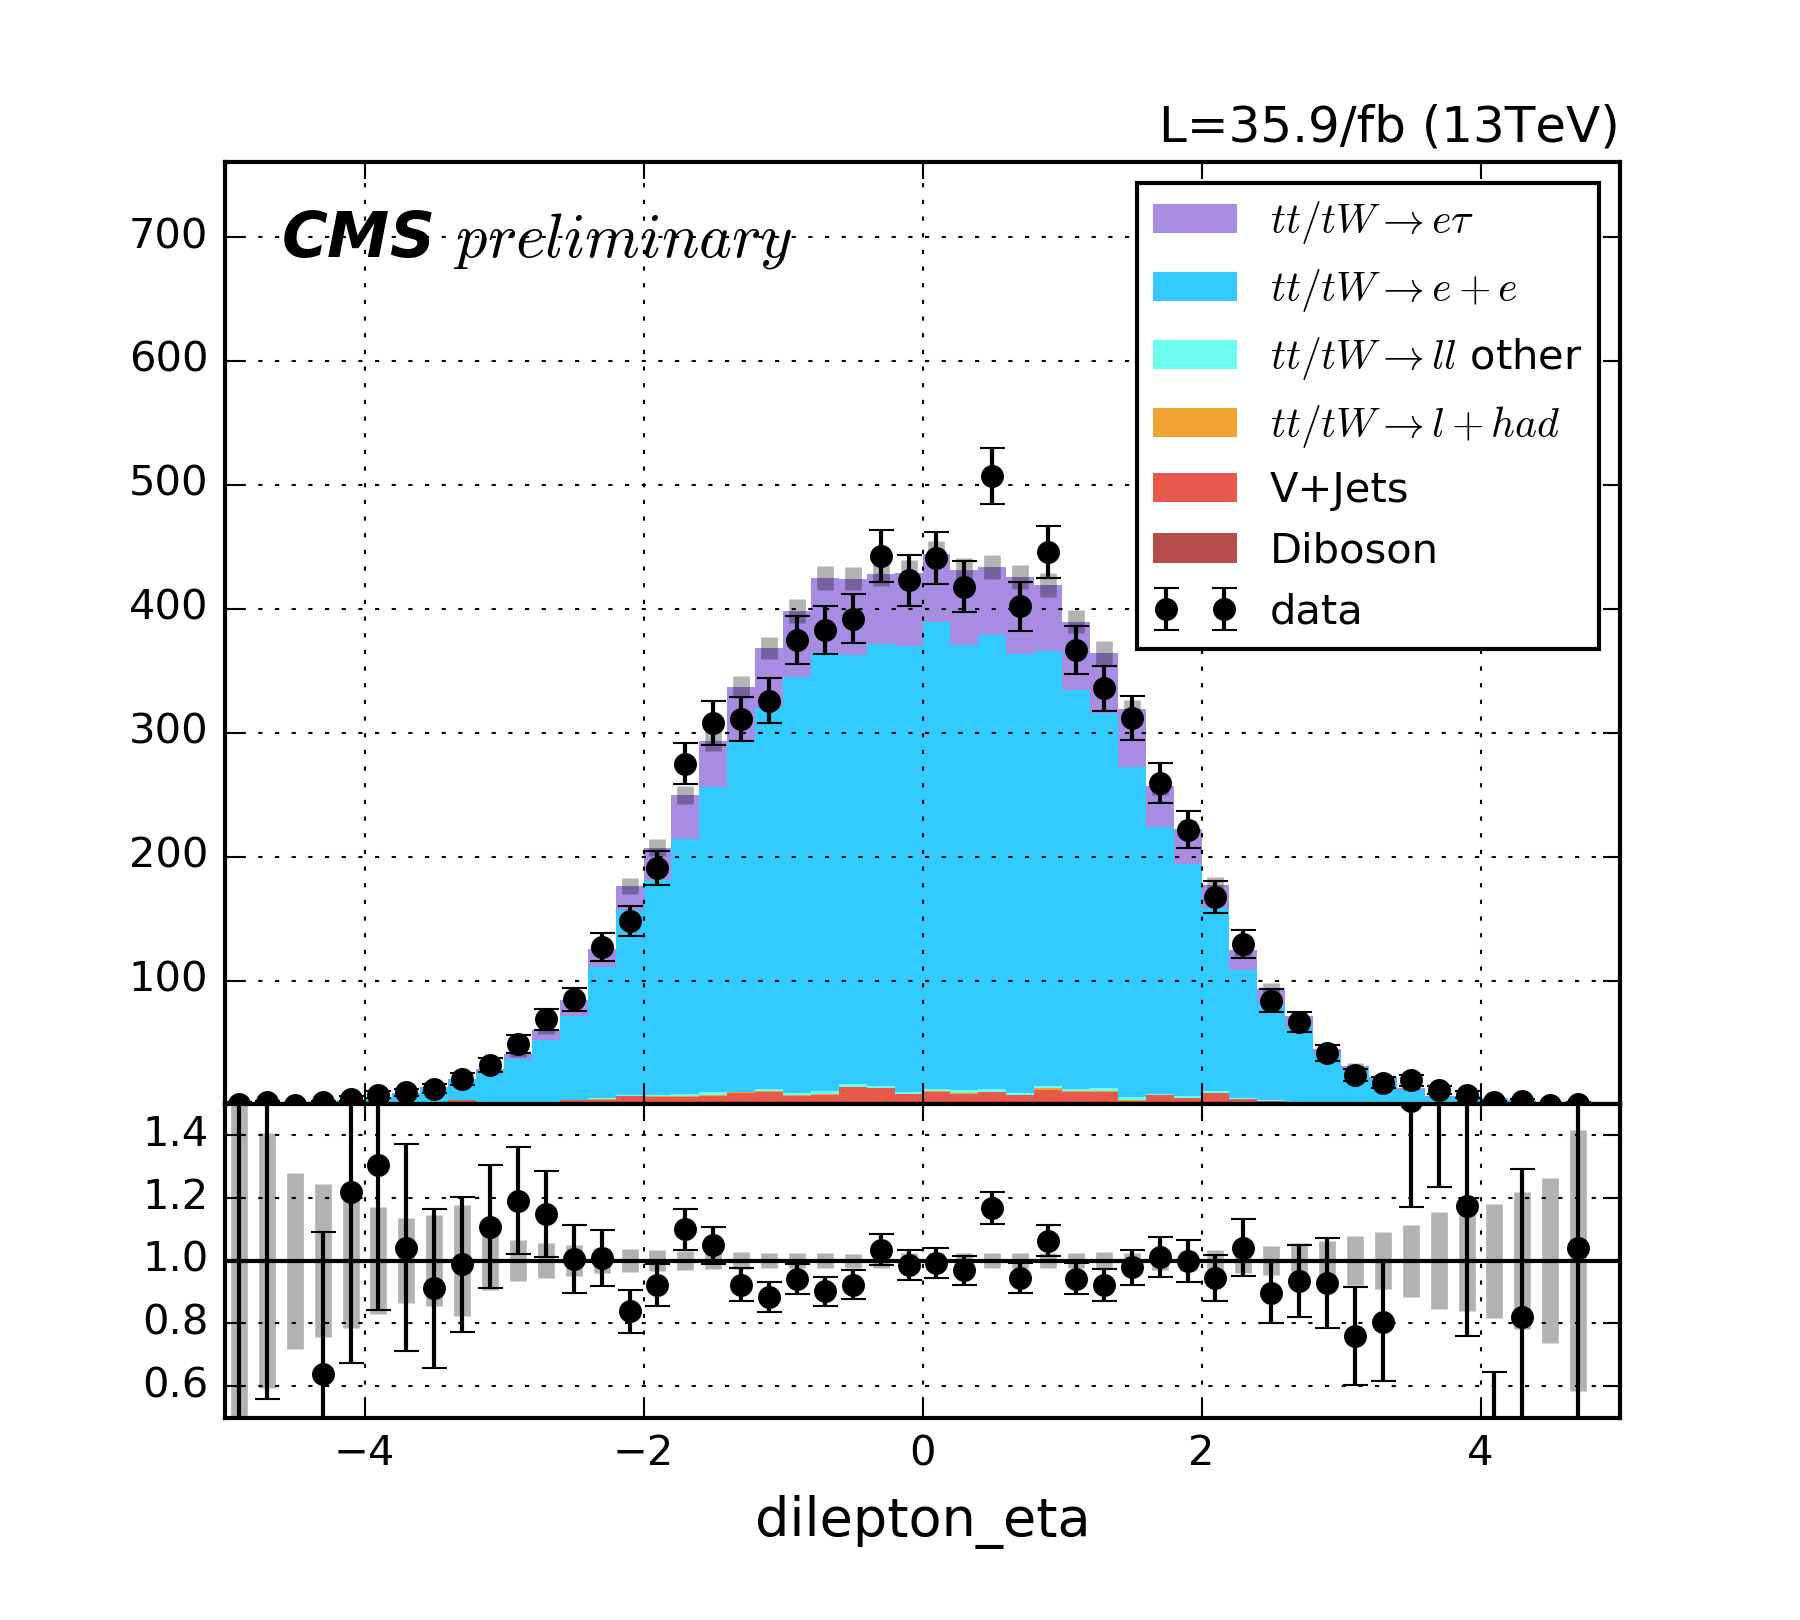 L=35.9/fb (13TeV)
CMS preliminary
700
600
500
400
300
200
100
tt/tW→eτ
tt/tW→e+e
tt/tW→ll other
tt/tW→l+had
V+Jets
Diboson
data
1.4
1.2
1.0
0.8
0.6
−4 −2 0 2 4
dilepton_eta